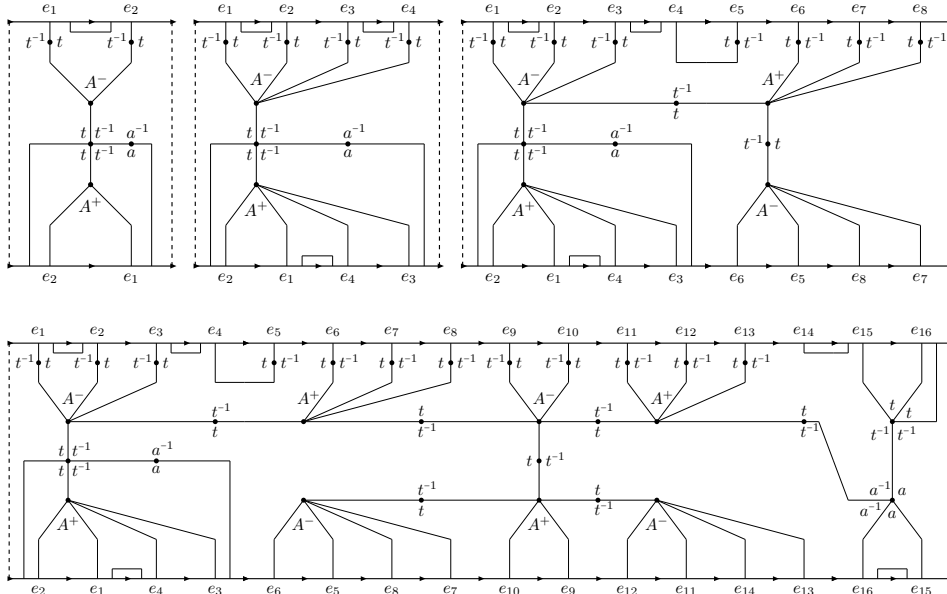 e₁ e₂ e₁ e₂ e₃ e₄ e₁ e₂ e₃ e₄ e₅ e₆ e₇ e₈
t⁻¹ t t⁻¹ t t⁻¹ t t⁻¹ t t⁻¹ t t⁻¹ t t⁻¹ t t⁻¹ t t⁻¹ t t⁻¹ t⁻¹ t t⁻¹ t t⁻¹ t
A⁻ A⁻ A⁻ A⁺
t⁻¹
t
t t⁻¹ a⁻¹ t t⁻¹ a⁻¹ t t⁻¹ a⁻¹ t⁻¹ t
t t⁻¹ a t t⁻¹ a t t⁻¹ a
A⁺ A⁺ A⁺ A⁻
e₂ e₁ e₂ e₁ e₄ e₃ e₂ e₁ e₄ e₃ e₆ e₅ e₈ e₇
e₁ e₂ e₃ e₄ e₅ e₆ e₇ e₈ e₉ e₁₀ e₁₁ e₁₂ e₁₃ e₁₄ e₁₅ e₁₆
t⁻¹ t t⁻¹ t t⁻¹ t t t⁻¹ t⁻¹ t t⁻¹ t t⁻¹ t t⁻¹ t t⁻¹ t t⁻¹ t t⁻¹ t t⁻¹ t
A⁻ A⁺ A⁻ A⁺ t t
t⁻¹ t t t
t t⁻¹ t⁻¹ t⁻¹ t⁻¹ t⁻¹
t t⁻¹ a⁻¹ t t⁻¹
t t⁻¹ a
t⁻¹ t a⁻¹ a
t t⁻¹ a⁻¹ a
A⁺ A⁻ A⁺ A⁻
e₂ e₁ e₄ e₃ e₆ e₅ e₈ e₇ e₁₀ e₉ e₁₂ e₁₁ e₁₄ e₁₃ e₁₆ e₁₅